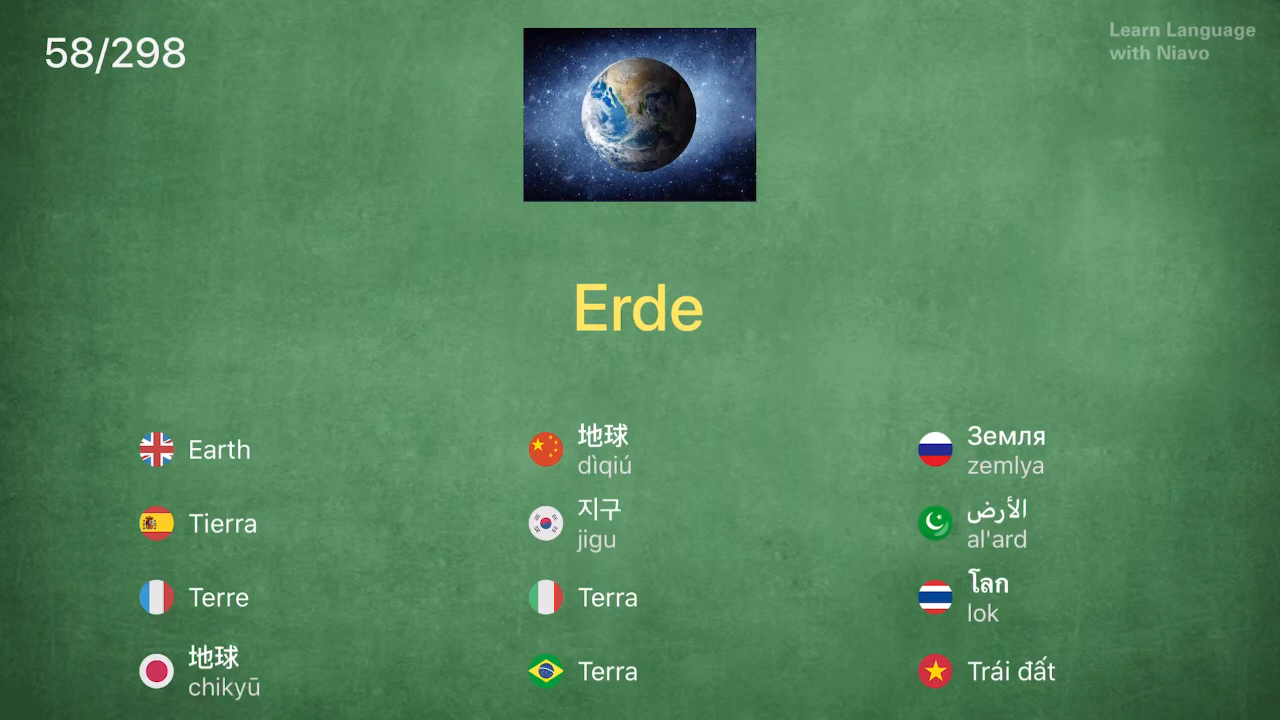 58/298
Learn Language
with Niavo
Erde
Earth
Tierra
Terre
地球
chikyū
地球
dìqiú
지구
jigu
Terra
Terra
Земля
zemlya
الأرض
al'ard
โลก
lok
Trái đất